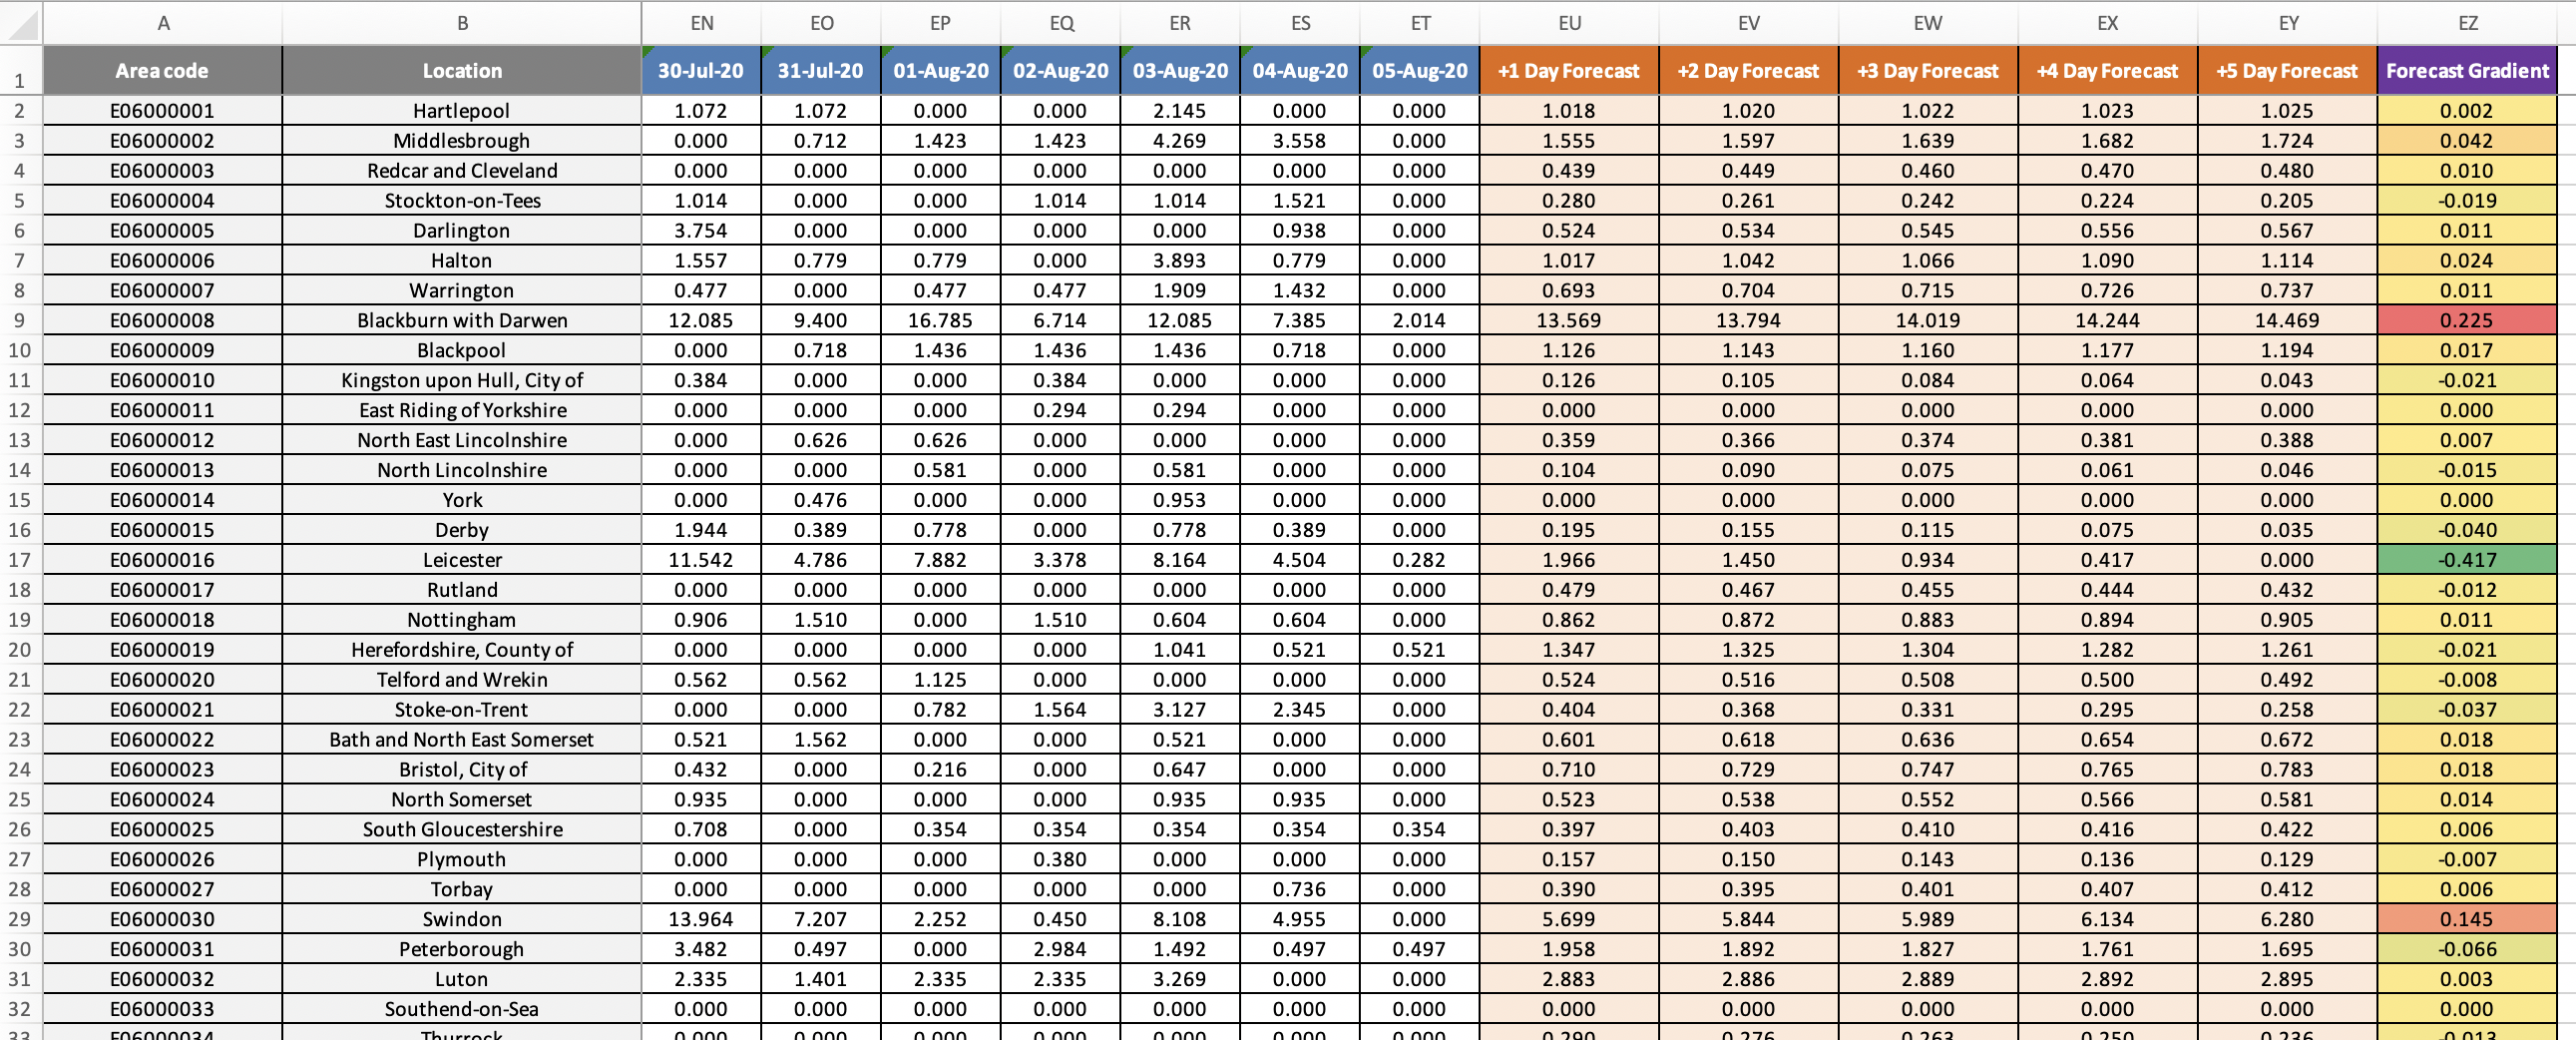 A B EN EO EP EQ ER ES ET EU EV EW EX EY EZ
1 Area code Location 30-Jul-20 31-Jul-20 01-Aug-20 02-Aug-20 03-Aug-20 04-Aug-20 05-Aug-20 +1 Day Forecast +2 Day Forecast +3 Day Forecast +4 Day Forecast +5 Day Forecast Forecast Gradient
2 E06000001 Hartlepool 1.072 1.072 0.000 0.000 2.145 0.000 0.000 1.018 1.020 1.022 1.023 1.025 0.002
3 E06000002 Middlesbrough 0.000 0.712 1.423 1.423 4.269 3.558 0.000 1.555 1.597 1.639 1.682 1.724 0.042
4 E06000003 Redcar and Cleveland 0.000 0.000 0.000 0.000 0.000 0.000 0.000 0.439 0.449 0.460 0.470 0.480 0.010
5 E06000004 Stockton-on-Tees 1.014 0.000 0.000 1.014 1.014 1.521 0.000 0.280 0.261 0.242 0.224 0.205 -0.019
6 E06000005 Darlington 3.754 0.000 0.000 0.000 0.000 0.938 0.000 0.524 0.534 0.545 0.556 0.567 0.011
7 E06000006 Halton 1.557 0.779 0.779 0.000 3.893 0.779 0.000 1.017 1.042 1.066 1.090 1.114 0.024
8 E06000007 Warrington 0.477 0.000 0.477 0.477 1.909 1.432 0.000 0.693 0.704 0.715 0.726 0.737 0.011
9 E06000008 Blackburn with Darwen 12.085 9.400 16.785 6.714 12.085 7.385 2.014 13.569 13.794 14.019 14.244 14.469 0.225
10 E06000009 Blackpool 0.000 0.718 1.436 1.436 1.436 0.718 0.000 1.126 1.143 1.160 1.177 1.194 0.017
11 E06000010 Kingston upon Hull, City of 0.384 0.000 0.000 0.384 0.000 0.000 0.000 0.126 0.105 0.084 0.064 0.043 -0.021
12 E06000011 East Riding of Yorkshire 0.000 0.000 0.000 0.294 0.294 0.000 0.000 0.000 0.000 0.000 0.000 0.000 0.000
13 E06000012 North East Lincolnshire 0.000 0.626 0.626 0.000 0.000 0.000 0.000 0.359 0.366 0.374 0.381 0.388 0.007
14 E06000013 North Lincolnshire 0.000 0.000 0.581 0.000 0.581 0.000 0.000 0.104 0.090 0.075 0.061 0.046 -0.015
15 E06000014 York 0.000 0.476 0.000 0.000 0.953 0.000 0.000 0.000 0.000 0.000 0.000 0.000 0.000
16 E06000015 Derby 1.944 0.389 0.778 0.000 0.778 0.389 0.000 0.195 0.155 0.115 0.075 0.035 -0.040
17 E06000016 Leicester 11.542 4.786 7.882 3.378 8.164 4.504 0.282 1.966 1.450 0.934 0.417 0.000 -0.417
18 E06000017 Rutland 0.000 0.000 0.000 0.000 0.000 0.000 0.000 0.479 0.467 0.455 0.444 0.432 -0.012
19 E06000018 Nottingham 0.906 1.510 0.000 1.510 0.604 0.604 0.000 0.862 0.872 0.883 0.894 0.905 0.011
20 E06000019 Herefordshire, County of 0.000 0.000 0.000 0.000 1.041 0.521 0.521 1.347 1.325 1.304 1.282 1.261 -0.021
21 E06000020 Telford and Wrekin 0.562 0.562 1.125 0.000 0.000 0.000 0.000 0.524 0.516 0.508 0.500 0.492 -0.008
22 E06000021 Stoke-on-Trent 0.000 0.000 0.782 1.564 3.127 2.345 0.000 0.404 0.368 0.331 0.295 0.258 -0.037
23 E06000022 Bath and North East Somerset 0.521 1.562 0.000 0.000 0.521 0.000 0.000 0.601 0.618 0.636 0.654 0.672 0.018
24 E06000023 Bristol, City of 0.432 0.000 0.216 0.000 0.647 0.000 0.000 0.710 0.729 0.747 0.765 0.783 0.018
25 E06000024 North Somerset 0.935 0.000 0.000 0.000 0.935 0.935 0.000 0.523 0.538 0.552 0.566 0.581 0.014
26 E06000025 South Gloucestershire 0.708 0.000 0.354 0.354 0.354 0.354 0.354 0.397 0.403 0.410 0.416 0.422 0.006
27 E06000026 Plymouth 0.000 0.000 0.000 0.380 0.000 0.000 0.000 0.157 0.150 0.143 0.136 0.129 -0.007
28 E06000027 Torbay 0.000 0.000 0.000 0.000 0.000 0.736 0.000 0.390 0.395 0.401 0.407 0.412 0.006
29 E06000030 Swindon 13.964 7.207 2.252 0.450 8.108 4.955 0.000 5.699 5.844 5.989 6.134 6.280 0.145
30 E06000031 Peterborough 3.482 0.497 0.000 2.984 1.492 0.497 0.497 1.958 1.892 1.827 1.761 1.695 -0.066
31 E06000032 Luton 2.335 1.401 2.335 2.335 3.269 0.000 0.000 2.883 2.886 2.889 2.892 2.895 0.003
32 E06000033 Southend-on-Sea 0.000 0.000 0.000 0.000 0.000 0.000 0.000 0.000 0.000 0.000 0.000 0.000 0.000
33 E06000034 Thurrock 0.000 0.000 0.000 0.000 0.000 0.000 0.000 0.290 0.276 0.263 0.250 0.236 -0.013